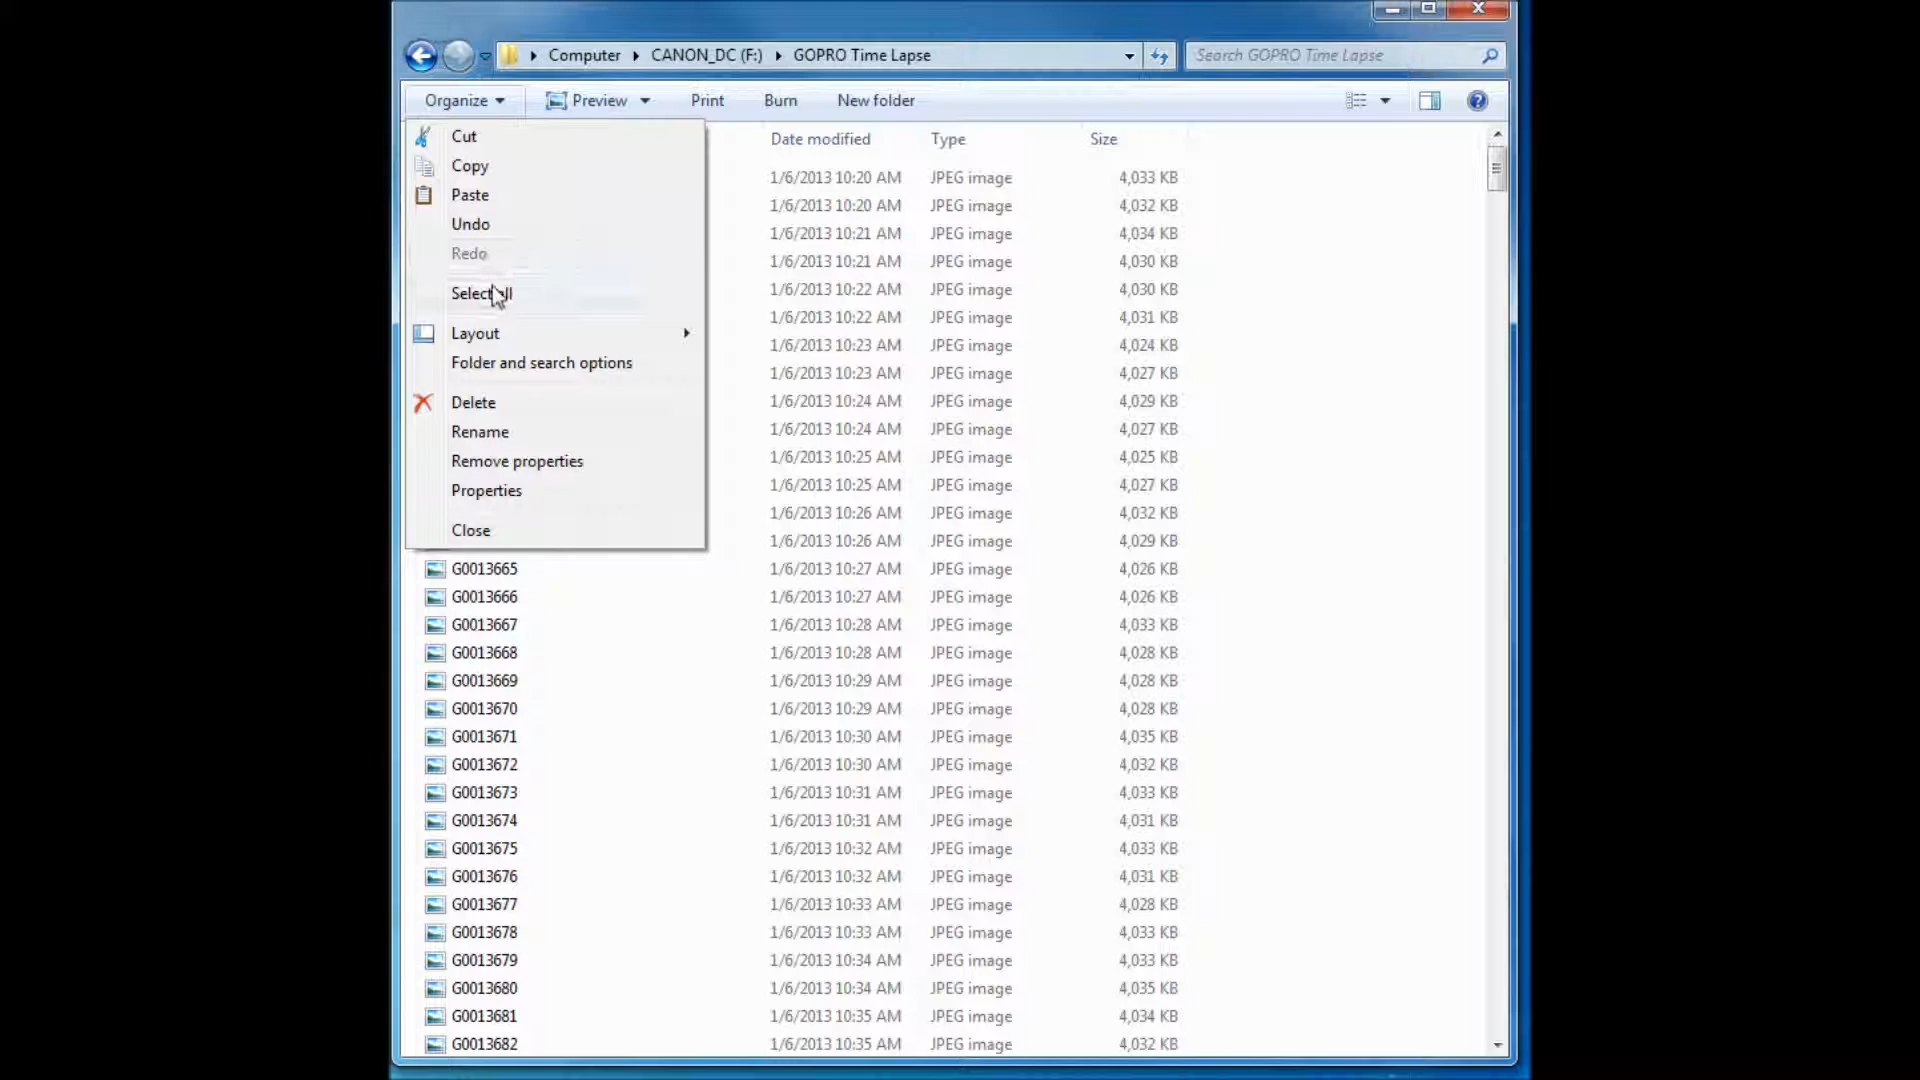 Computer CANON_DC (F:) GOPRO Time Lapse Search GOPRO Time Lapse
Organize Preview Print Burn New folder
Cut
Copy
Paste
Undo
Redo
Select all
Layout
Folder and search options
Delete
Rename
Remove properties
Properties
Close
Date modified Type Size
1/6/2013 10:20 AM JPEG image 4,033 KB
1/6/2013 10:20 AM JPEG image 4,032 KB
1/6/2013 10:21 AM JPEG image 4,034 KB
1/6/2013 10:21 AM JPEG image 4,030 KB
1/6/2013 10:22 AM JPEG image 4,030 KB
1/6/2013 10:22 AM JPEG image 4,031 KB
1/6/2013 10:23 AM JPEG image 4,024 KB
1/6/2013 10:23 AM JPEG image 4,027 KB
1/6/2013 10:24 AM JPEG image 4,029 KB
1/6/2013 10:24 AM JPEG image 4,027 KB
1/6/2013 10:25 AM JPEG image 4,025 KB
1/6/2013 10:25 AM JPEG image 4,027 KB
1/6/2013 10:26 AM JPEG image 4,032 KB
1/6/2013 10:26 AM JPEG image 4,029 KB
G0013665 1/6/2013 10:27 AM JPEG image 4,026 KB
G0013666 1/6/2013 10:27 AM JPEG image 4,026 KB
G0013667 1/6/2013 10:28 AM JPEG image 4,033 KB
G0013668 1/6/2013 10:28 AM JPEG image 4,028 KB
G0013669 1/6/2013 10:29 AM JPEG image 4,028 KB
G0013670 1/6/2013 10:29 AM JPEG image 4,028 KB
G0013671 1/6/2013 10:30 AM JPEG image 4,035 KB
G0013672 1/6/2013 10:30 AM JPEG image 4,032 KB
G0013673 1/6/2013 10:31 AM JPEG image 4,033 KB
G0013674 1/6/2013 10:31 AM JPEG image 4,031 KB
G0013675 1/6/2013 10:32 AM JPEG image 4,033 KB
G0013676 1/6/2013 10:32 AM JPEG image 4,031 KB
G0013677 1/6/2013 10:33 AM JPEG image 4,028 KB
G0013678 1/6/2013 10:33 AM JPEG image 4,033 KB
G0013679 1/6/2013 10:34 AM JPEG image 4,033 KB
G0013680 1/6/2013 10:34 AM JPEG image 4,035 KB
G0013681 1/6/2013 10:35 AM JPEG image 4,034 KB
G0013682 1/6/2013 10:35 AM JPEG image 4,032 KB